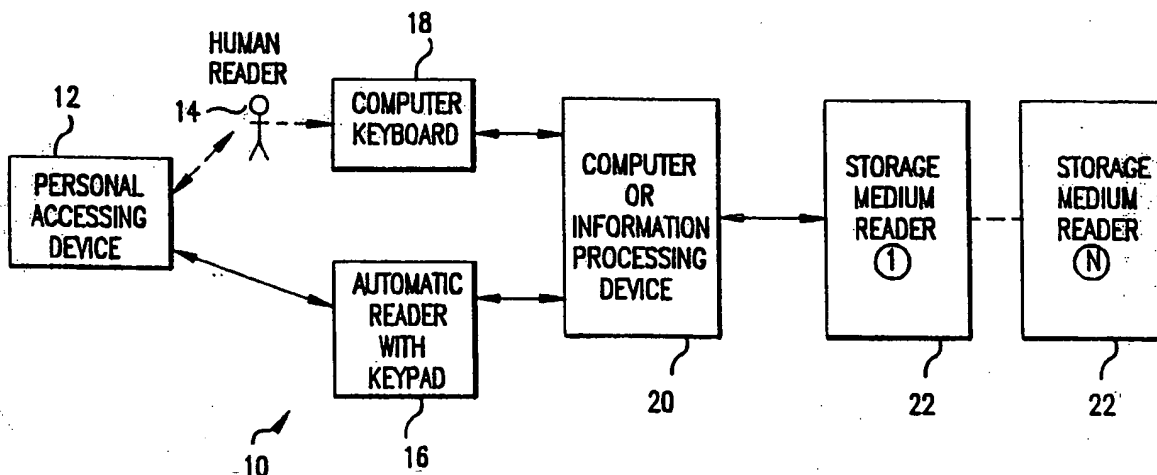 HUMAN
READER
14
18
COMPUTER
KEYBOARD
12
PERSONAL
ACCESSING
DEVICE
AUTOMATIC
READER
WITH
KEYPAD
16
10
COMPUTER
OR
INFORMATION
PROCESSING
DEVICE
20
STORAGE
MEDIUM
READER
1
22
STORAGE
MEDIUM
READER
N
22